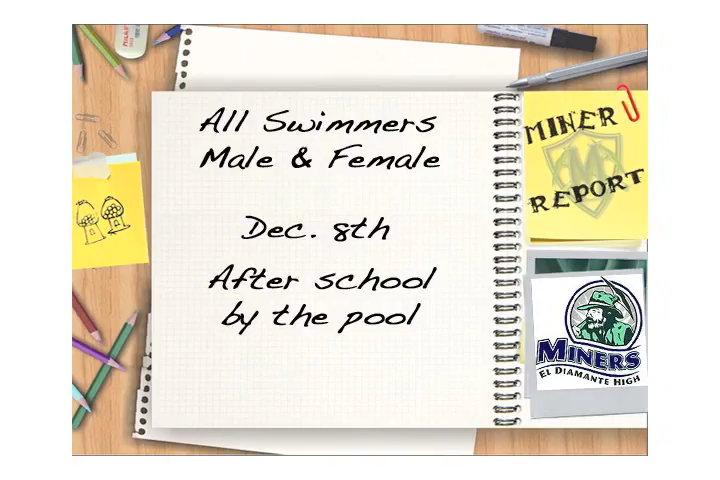 All Swimmers
Male & Female
Dec. 8th
After school
by the pool
MINER
REPORT
M
MINERS
EL DIAMANTE HIGH